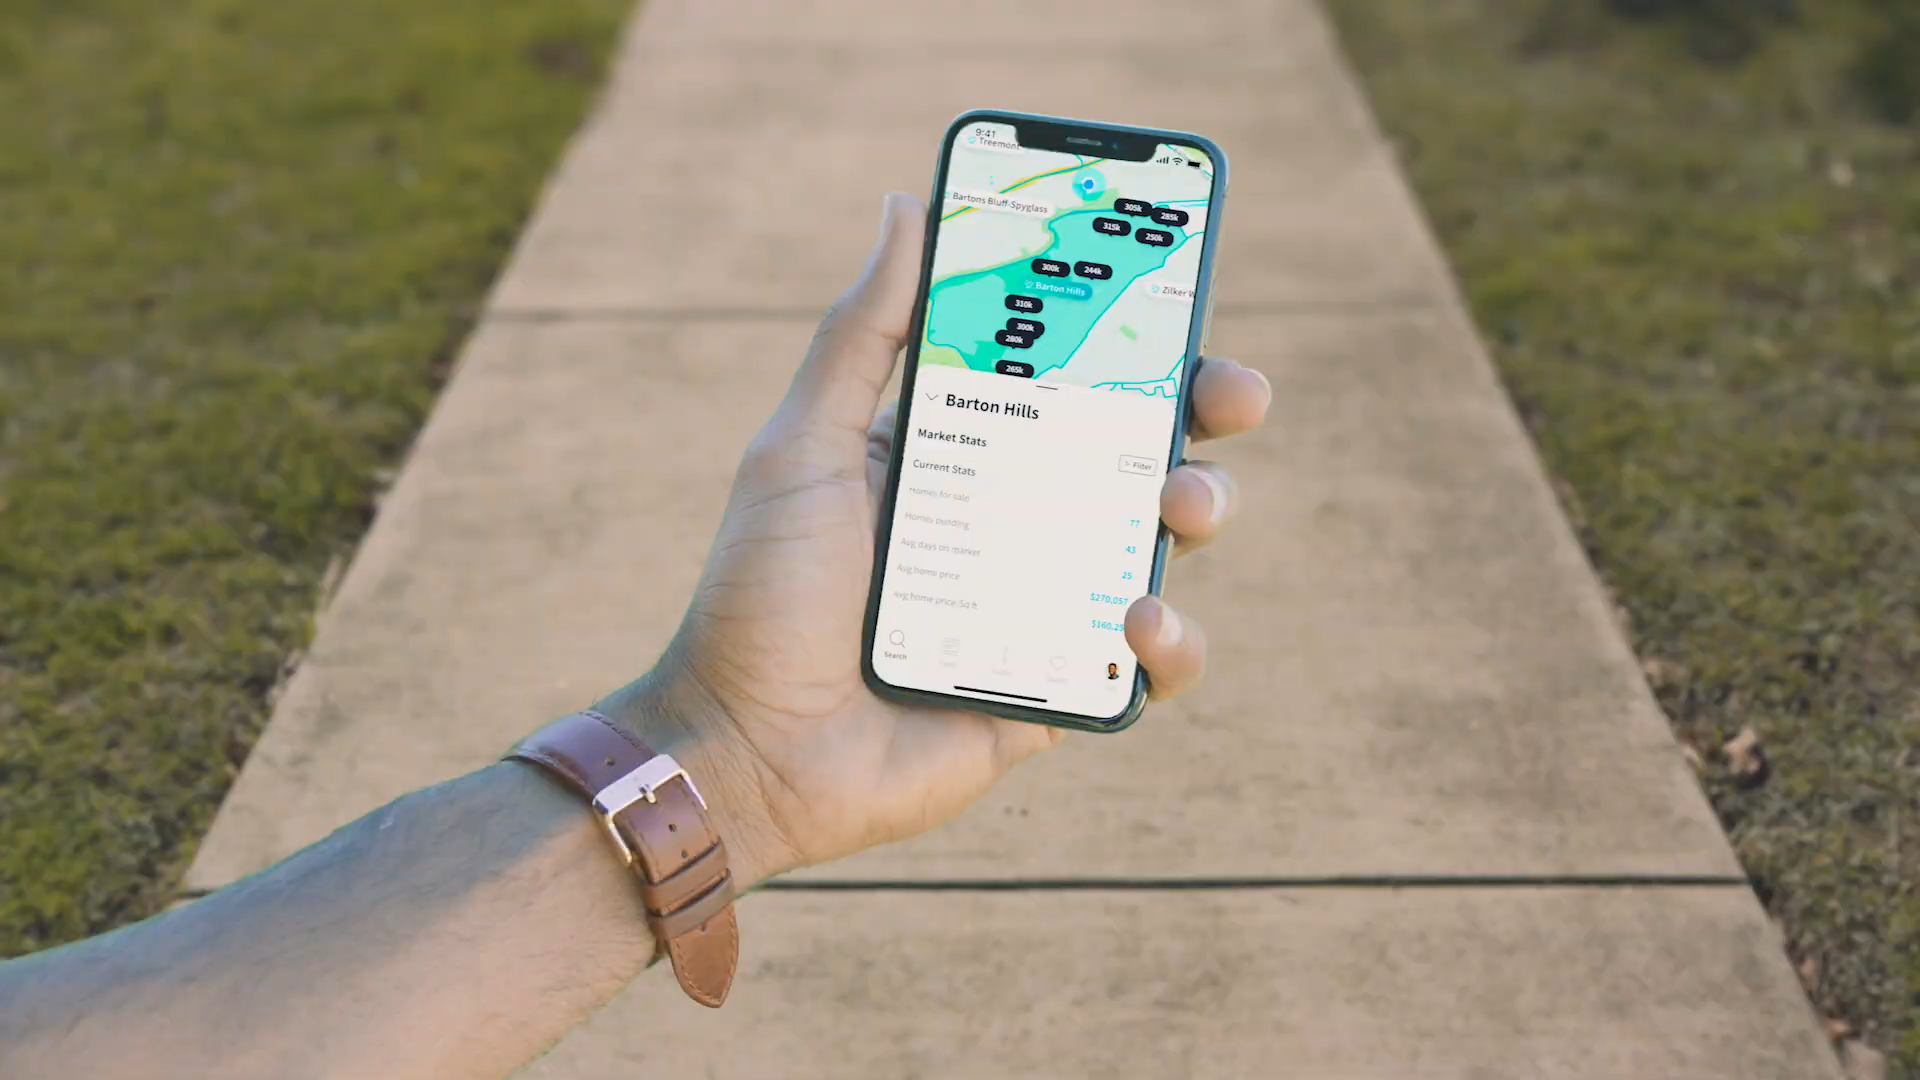 9:41
Treemont
Bartons Bluff-Spyglass
305k
285k
315k
250k
300k
244k
Barton Hills
Zilker W
310k
300k
280k
265k
Barton Hills
Market Stats
Filter
Current Stats
Homes for sale
77
Homes pending
43
Avg days on market
25
Avg home price
$270,057
Avg home price/Sq ft
$160.25
Search